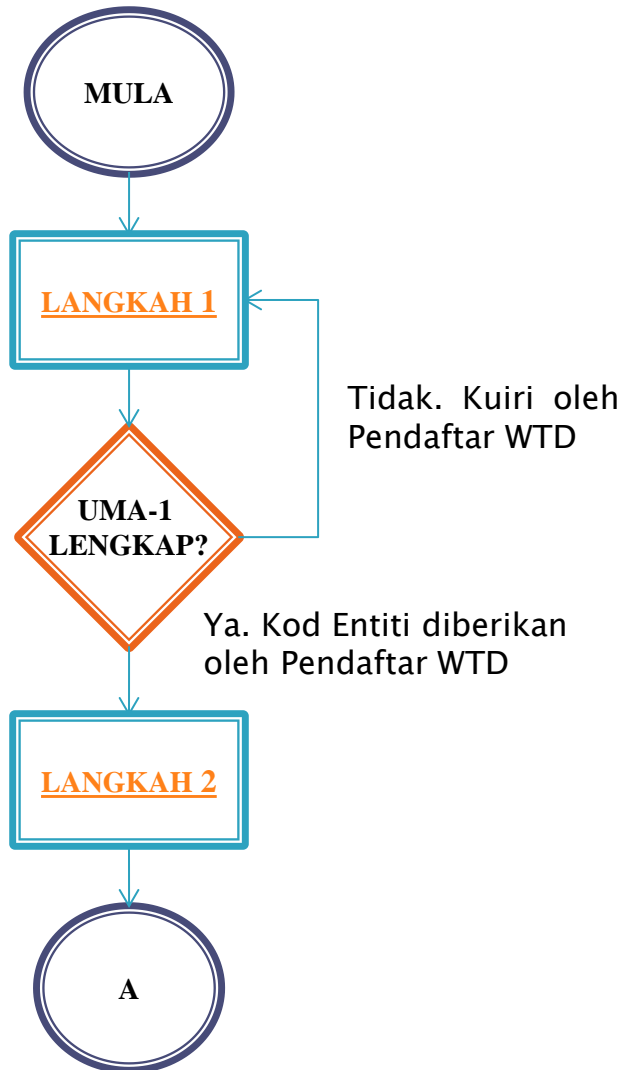 MULA
LANGKAH 1
Tidak. Kuiri oleh
Pendaftar WTD
UMA-1
LENGKAP?
Ya. Kod Entiti diberikan
oleh Pendaftar WTD
LANGKAH 2
A